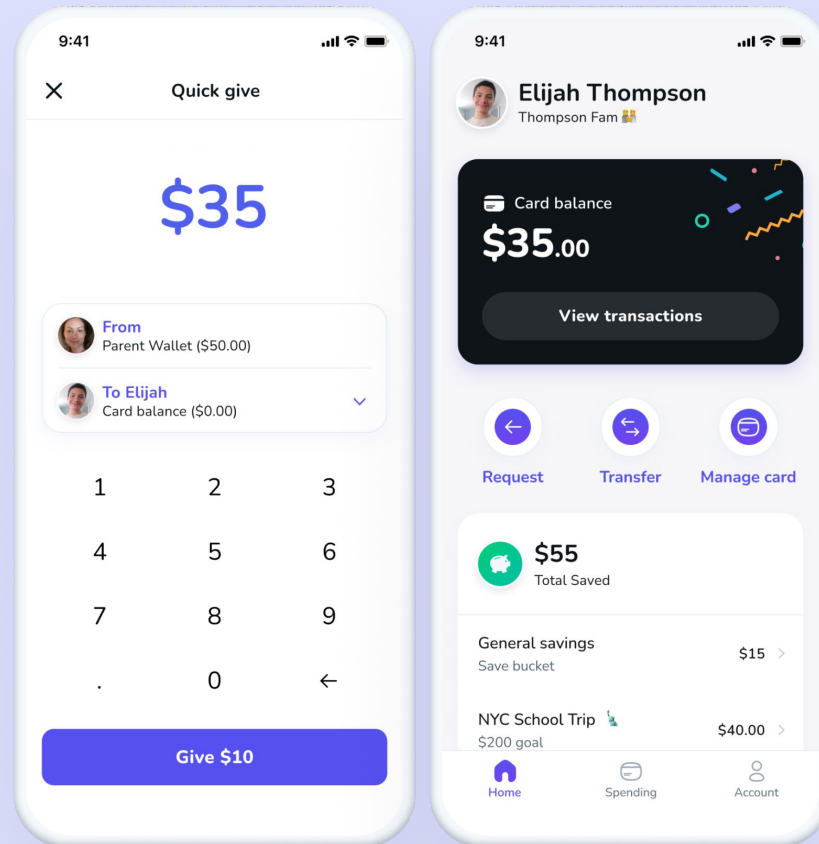 9:41
Quick give
$35
From
Parent Wallet ($50.00)
To Elijah
Card balance ($0.00)
1 2 3
4 5 6
7 8 9
. 0
Give $10
9:41
Elijah Thompson
Thompson Fam
Card balance
$35.00
View transactions
Request Transfer Manage card
$55
Total Saved
General savings
Save bucket
$15
NYC School Trip
$200 goal
$40.00
Home Spending Account